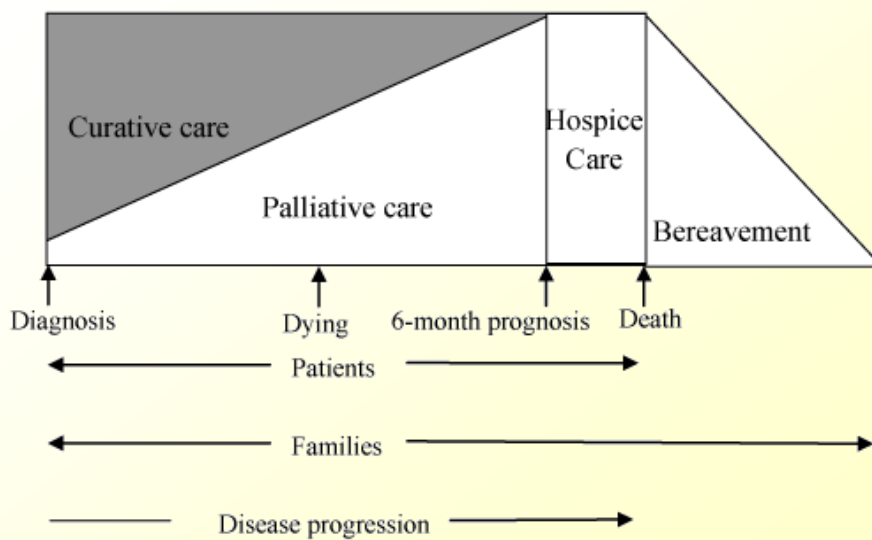 Curative care
Hospice
Care
Palliative care
Bereavement
Diagnosis
Dying
6-month prognosis
Death
Patients
Families
Disease progression